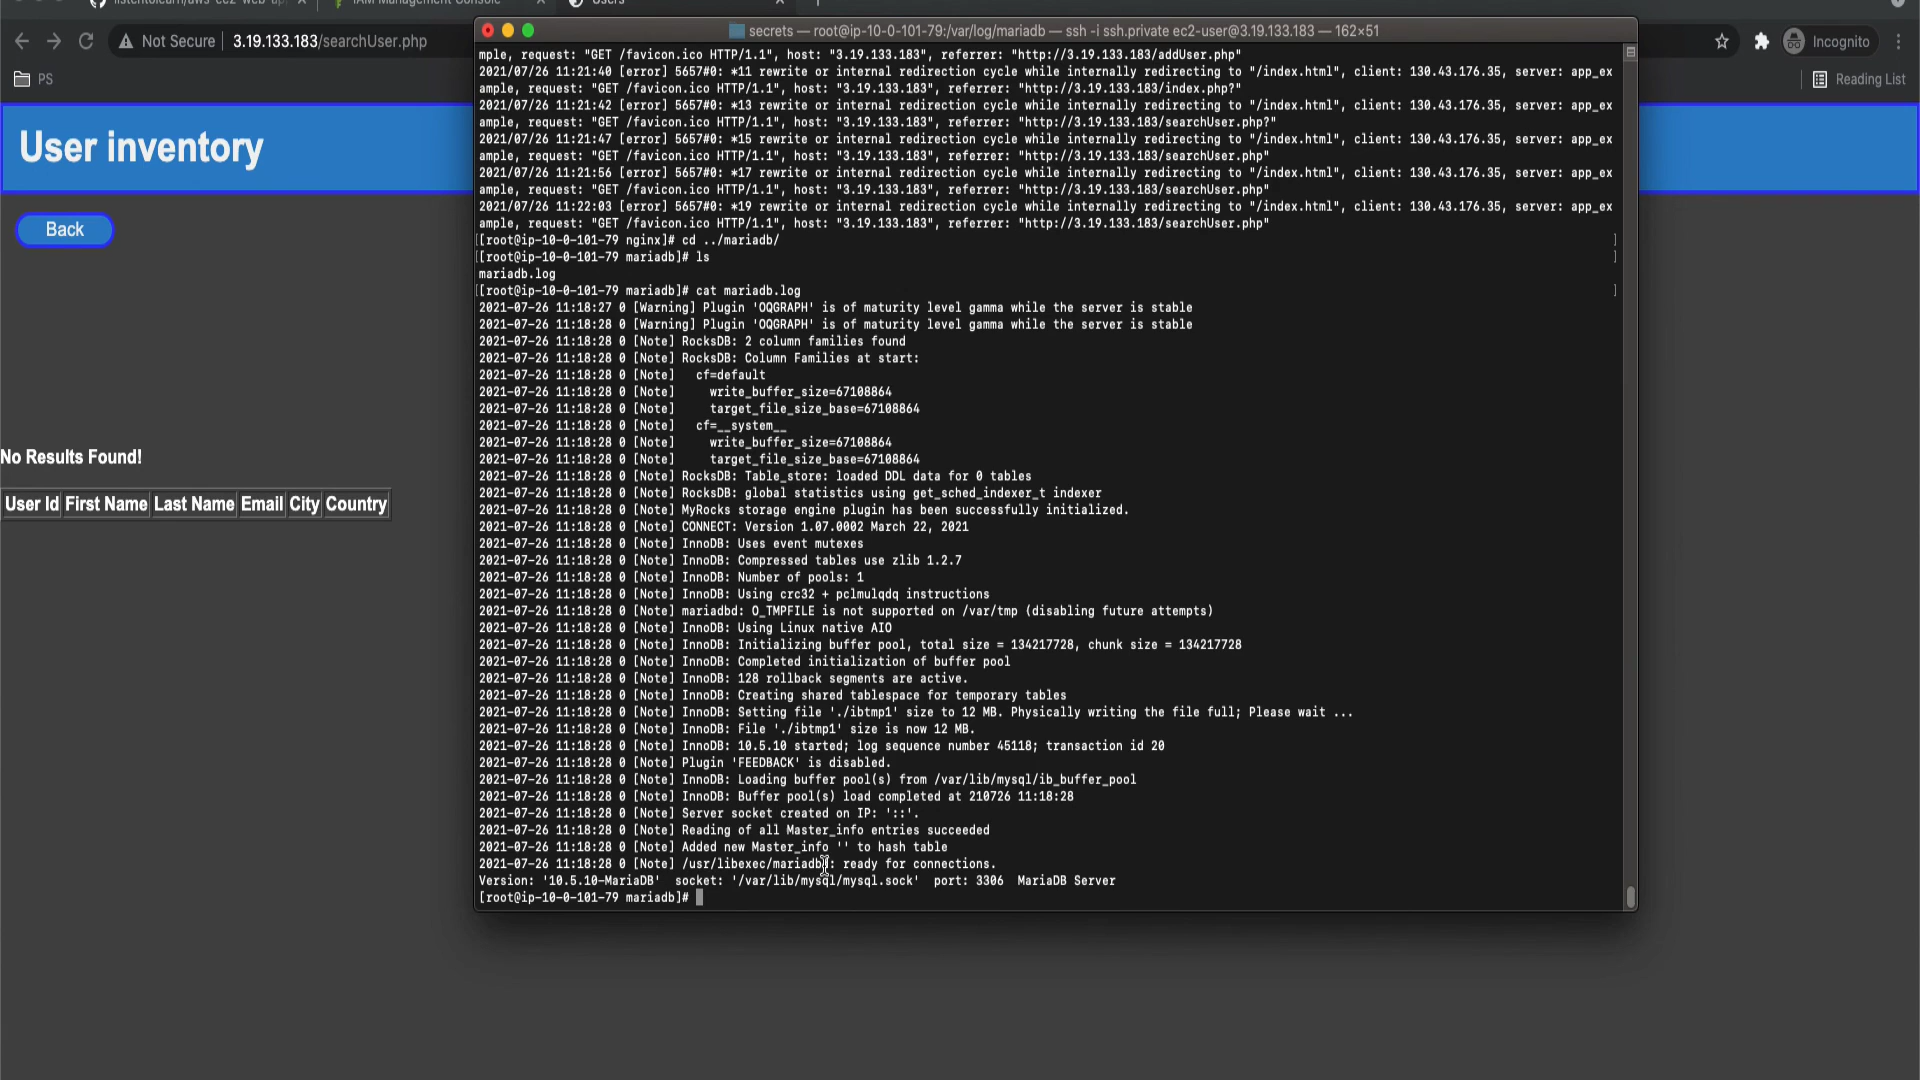 IAM Management Console
Users
Not Secure
3.19.133.183/searchUser.php
Incognito
PS
Reading List
User inventory
Back
No Results Found!
User Id First Name Last Name Email City Country
secrets — root@ip-10-0-101-79:/var/log/mariadb — ssh -i ssh.private ec2-user@3.19.133.183 — 162×51
mple, request: "GET /favicon.ico HTTP/1.1", host: "3.19.133.183", referrer: "http://3.19.133.183/addUser.php"
2021/07/26 11:21:40 [error] 5657#0: *11 rewrite or internal redirection cycle while internally redirecting to "/index.html", client: 130.43.176.35, server: app_ex
ample, request: "GET /favicon.ico HTTP/1.1", host: "3.19.133.183", referrer: "http://3.19.133.183/index.php?"
2021/07/26 11:21:42 [error] 5657#0: *13 rewrite or internal redirection cycle while internally redirecting to "/index.html", client: 130.43.176.35, server: app_ex
ample, request: "GET /favicon.ico HTTP/1.1", host: "3.19.133.183", referrer: "http://3.19.133.183/searchUser.php?"
2021/07/26 11:21:47 [error] 5657#0: *15 rewrite or internal redirection cycle while internally redirecting to "/index.html", client: 130.43.176.35, server: app_ex
ample, request: "GET /favicon.ico HTTP/1.1", host: "3.19.133.183", referrer: "http://3.19.133.183/searchUser.php"
2021/07/26 11:21:56 [error] 5657#0: *17 rewrite or internal redirection cycle while internally redirecting to "/index.html", client: 130.43.176.35, server: app_ex
ample, request: "GET /favicon.ico HTTP/1.1", host: "3.19.133.183", referrer: "http://3.19.133.183/searchUser.php"
2021/07/26 11:22:03 [error] 5657#0: *19 rewrite or internal redirection cycle while internally redirecting to "/index.html", client: 130.43.176.35, server: app_ex
ample, request: "GET /favicon.ico HTTP/1.1", host: "3.19.133.183", referrer: "http://3.19.133.183/searchUser.php"
[[root@ip-10-0-101-79 nginx]# cd ../mariadb/ ]
[[root@ip-10-0-101-79 mariadb]# ls ]
mariadb.log
[[root@ip-10-0-101-79 mariadb]# cat mariadb.log ]
2021-07-26 11:18:27 0 [Warning] Plugin 'OQGRAPH' is of maturity level gamma while the server is stable
2021-07-26 11:18:28 0 [Warning] Plugin 'OQGRAPH' is of maturity level gamma while the server is stable
2021-07-26 11:18:28 0 [Note] RocksDB: 2 column families found
2021-07-26 11:18:28 0 [Note] RocksDB: Column Families at start:
2021-07-26 11:18:28 0 [Note]   cf=default
2021-07-26 11:18:28 0 [Note]     write_buffer_size=67108864
2021-07-26 11:18:28 0 [Note]     target_file_size_base=67108864
2021-07-26 11:18:28 0 [Note]   cf=__system__
2021-07-26 11:18:28 0 [Note]     write_buffer_size=67108864
2021-07-26 11:18:28 0 [Note]     target_file_size_base=67108864
2021-07-26 11:18:28 0 [Note] RocksDB: Table_store: loaded DDL data for 0 tables
2021-07-26 11:18:28 0 [Note] RocksDB: global statistics using get_sched_indexer_t indexer
2021-07-26 11:18:28 0 [Note] MyRocks storage engine plugin has been successfully initialized.
2021-07-26 11:18:28 0 [Note] CONNECT: Version 1.07.0002 March 22, 2021
2021-07-26 11:18:28 0 [Note] InnoDB: Uses event mutexes
2021-07-26 11:18:28 0 [Note] InnoDB: Compressed tables use zlib 1.2.7
2021-07-26 11:18:28 0 [Note] InnoDB: Number of pools: 1
2021-07-26 11:18:28 0 [Note] InnoDB: Using crc32 + pclmulqdq instructions
2021-07-26 11:18:28 0 [Note] mariadbd: O_TMPFILE is not supported on /var/tmp (disabling future attempts)
2021-07-26 11:18:28 0 [Note] InnoDB: Using Linux native AIO
2021-07-26 11:18:28 0 [Note] InnoDB: Initializing buffer pool, total size = 134217728, chunk size = 134217728
2021-07-26 11:18:28 0 [Note] InnoDB: Completed initialization of buffer pool
2021-07-26 11:18:28 0 [Note] InnoDB: 128 rollback segments are active.
2021-07-26 11:18:28 0 [Note] InnoDB: Creating shared tablespace for temporary tables
2021-07-26 11:18:28 0 [Note] InnoDB: Setting file './ibtmp1' size to 12 MB. Physically writing the file full; Please wait ...
2021-07-26 11:18:28 0 [Note] InnoDB: File './ibtmp1' size is now 12 MB.
2021-07-26 11:18:28 0 [Note] InnoDB: 10.5.10 started; log sequence number 45118; transaction id 20
2021-07-26 11:18:28 0 [Note] Plugin 'FEEDBACK' is disabled.
2021-07-26 11:18:28 0 [Note] InnoDB: Loading buffer pool(s) from /var/lib/mysql/ib_buffer_pool
2021-07-26 11:18:28 0 [Note] InnoDB: Buffer pool(s) load completed at 210726 11:18:28
2021-07-26 11:18:28 0 [Note] Server socket created on IP: '::'.
2021-07-26 11:18:28 0 [Note] Reading of all Master_info entries succeeded
2021-07-26 11:18:28 0 [Note] Added new Master_info '' to hash table
2021-07-26 11:18:28 0 [Note] /usr/libexec/mariadbd: ready for connections.
Version: '10.5.10-MariaDB'  socket: '/var/lib/mysql/mysql.sock'  port: 3306  MariaDB Server
[root@ip-10-0-101-79 mariadb]#